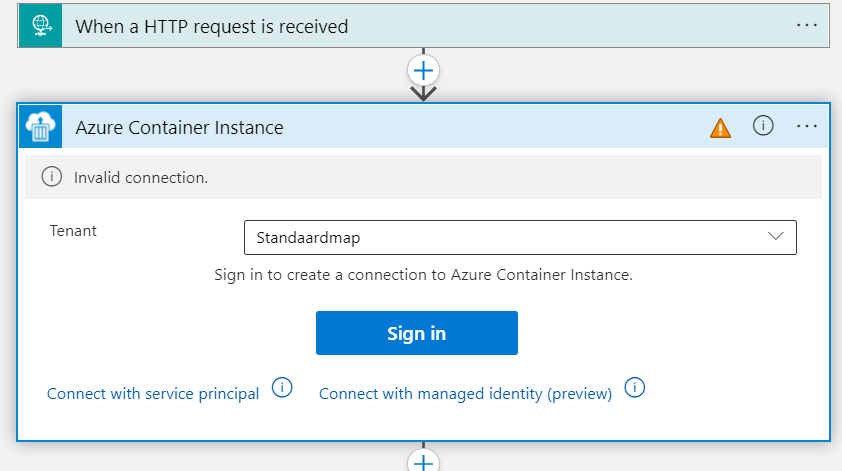 When a HTTP request is received
Azure Container Instance
Invalid connection.
Tenant
Standaardmap
Sign in to create a connection to Azure Container Instance.
Sign in
Connect with service principal
Connect with managed identity (preview)